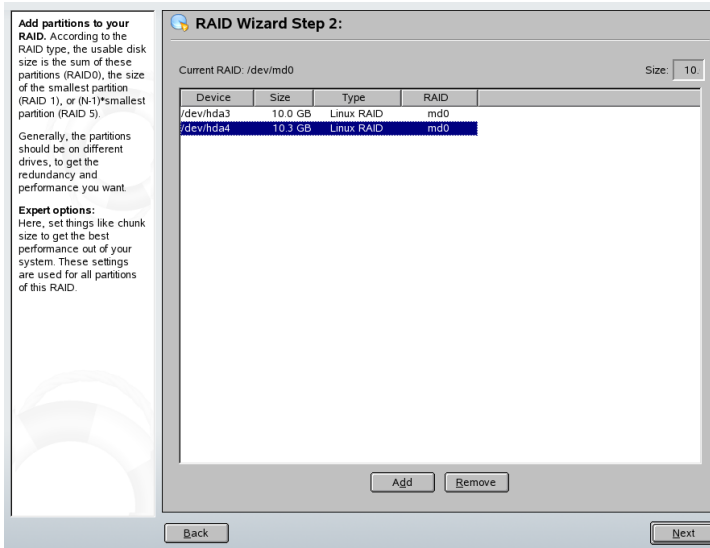 Add partitions to your
RAID. According to the
RAID type, the usable disk
size is the sum of these
partitions (RAID0), the size
of the smallest partition
(RAID 1), or (N-1)*smallest
partition (RAID 5).
Generally, the partitions
should be on different
drives, to get the
redundancy and
performance you want.
Expert options:
Here, set things like chunk
size to get the best
performance out of your
system. These settings
are used for all partitions
of this RAID.
RAID Wizard Step 2:
Current RAID: /dev/md0 Size: 10.
Device Size Type RAID
/dev/hda3 10.0 GB Linux RAID md0
/dev/hda4 10.3 GB Linux RAID md0
Add Remove
Back Next